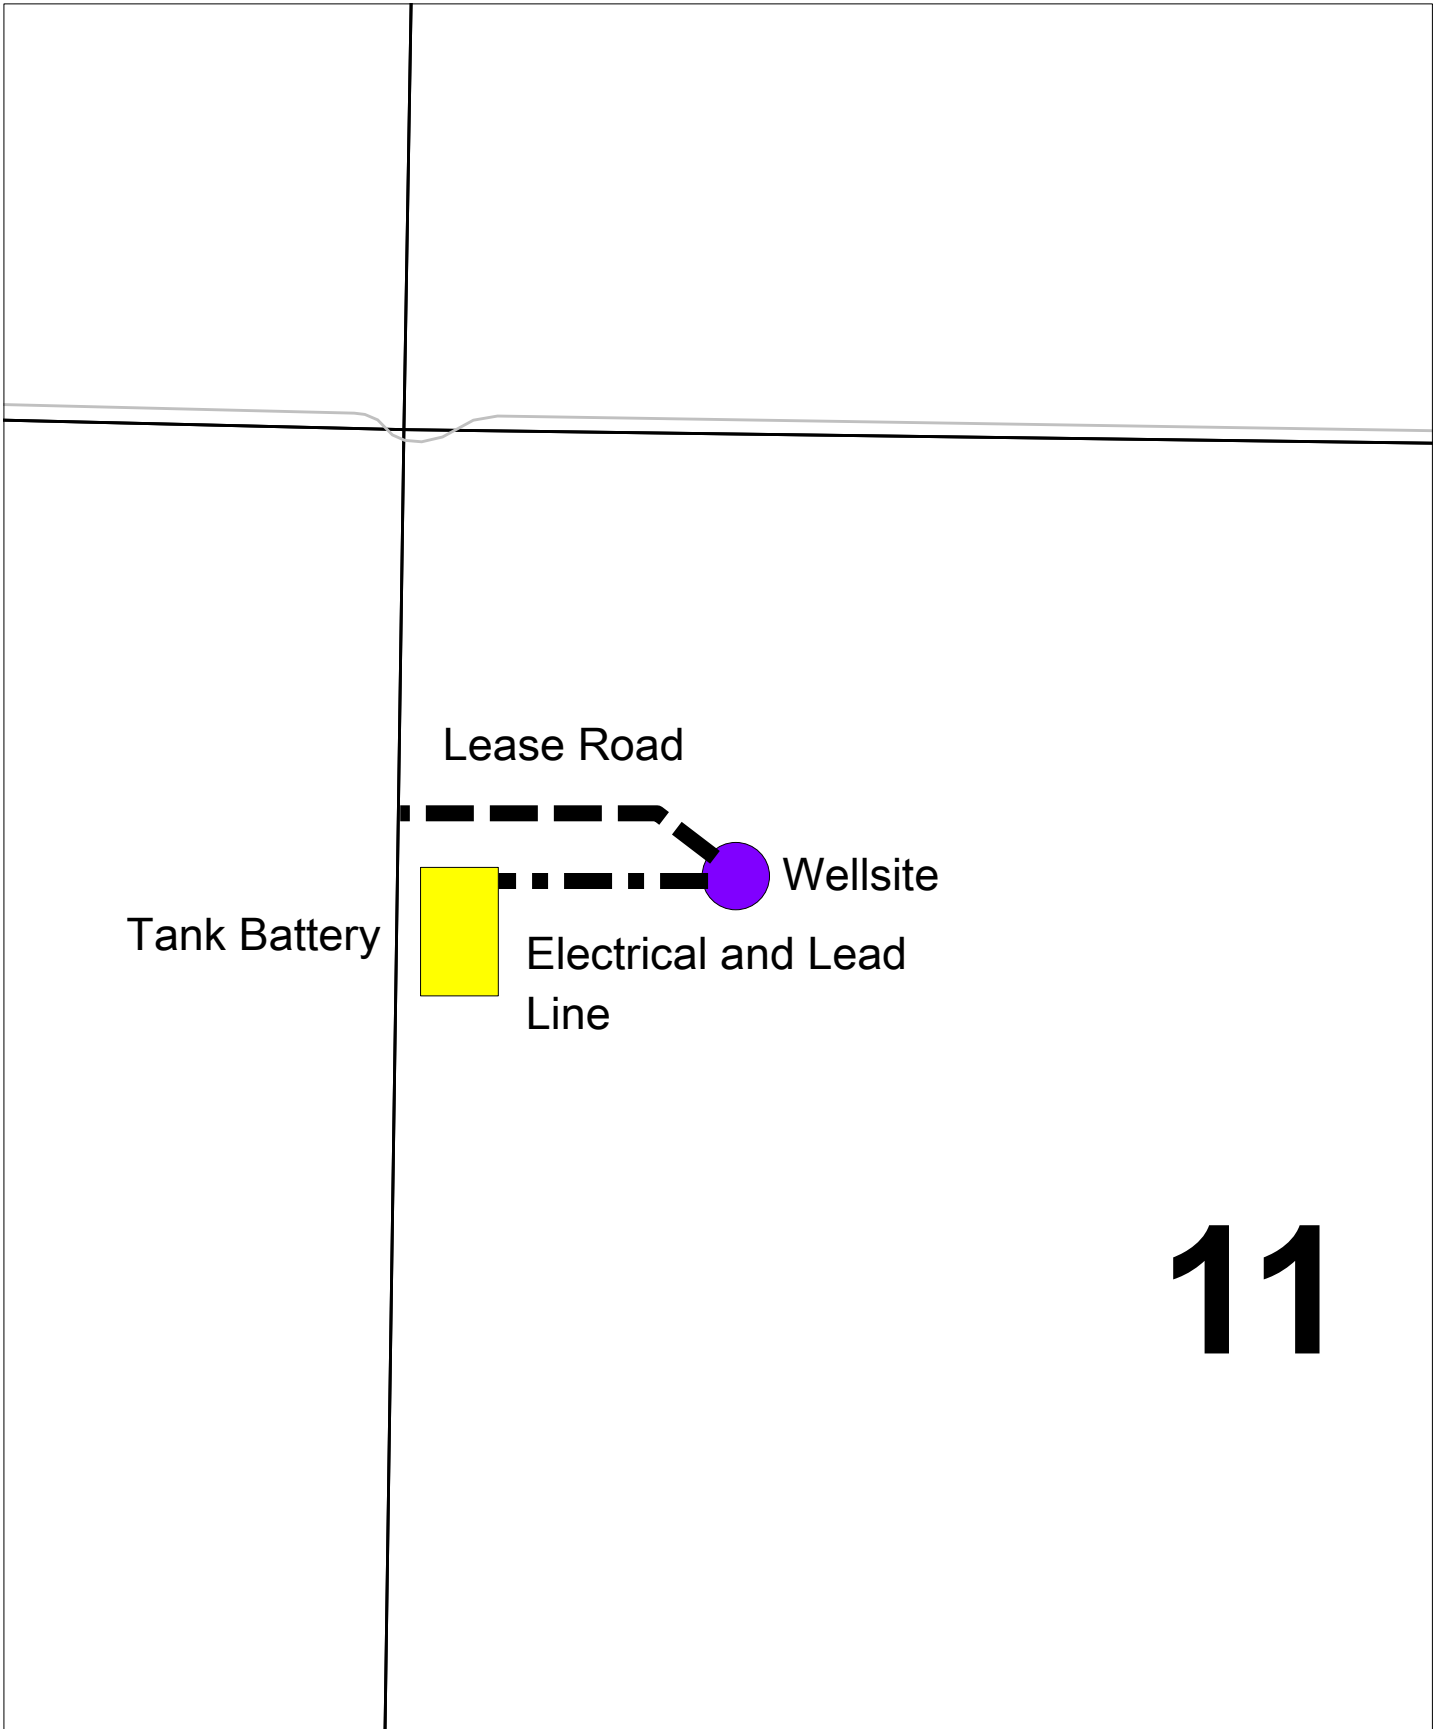 Lease Road
Wellsite
Tank Battery
Electrical and Lead
Line
11